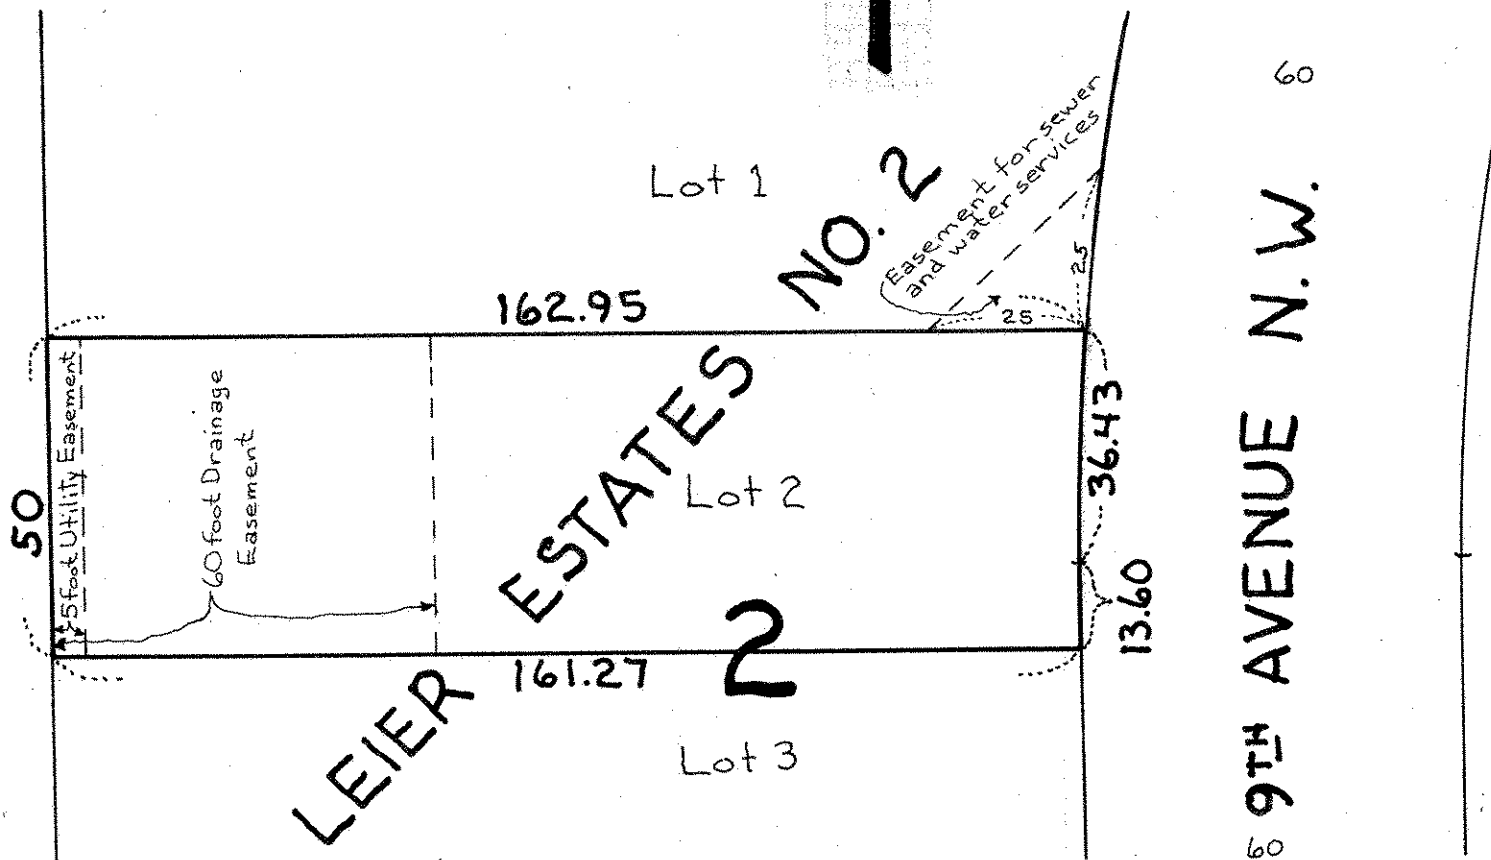 60
Lot 1
Easement for sewer
and water services
25
25
162.95
50
5 foot Utility Easement
60 foot Drainage
Easement
Lot 2
36.43
13.60
161.27
2
Lot 3
LEIER ESTATES NO. 2
9TH AVENUE N.W.
60